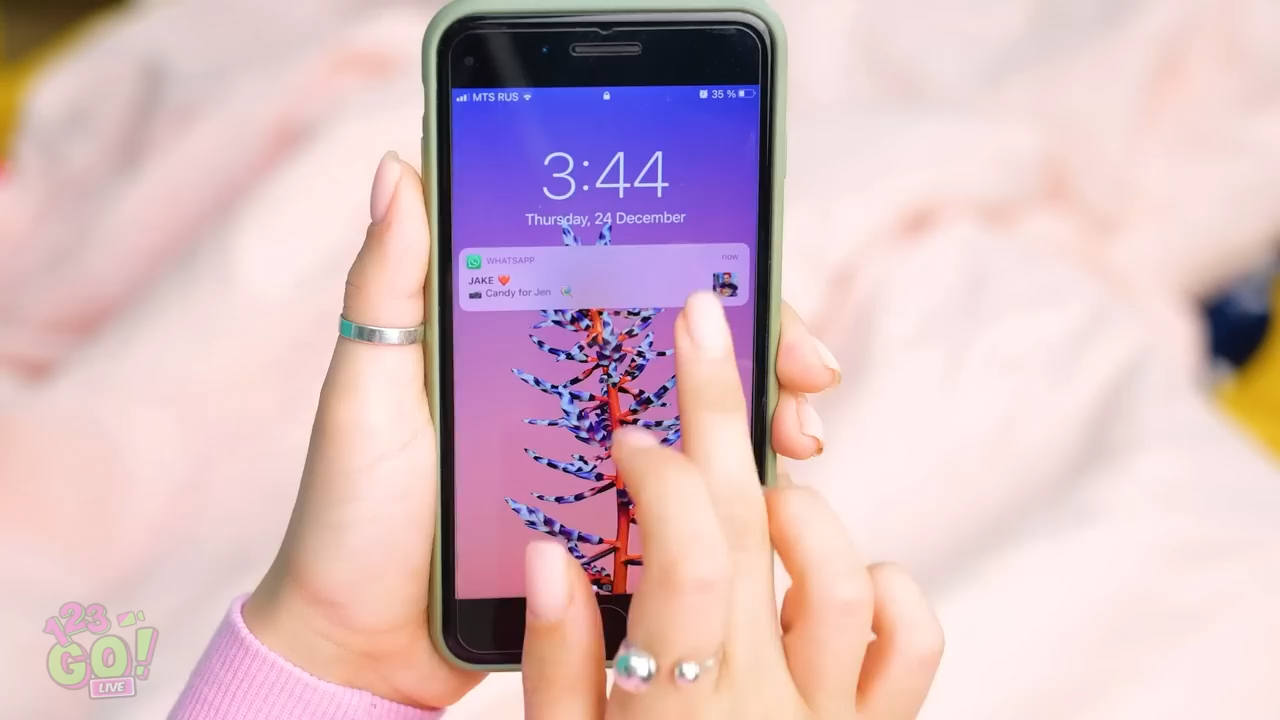 MTS RUS
35 %
3:44
Thursday, 24 December
WHATSAPP
now
JAKE ❤️
📷 Candy for Jen 🍭
123
GO!
LIVE